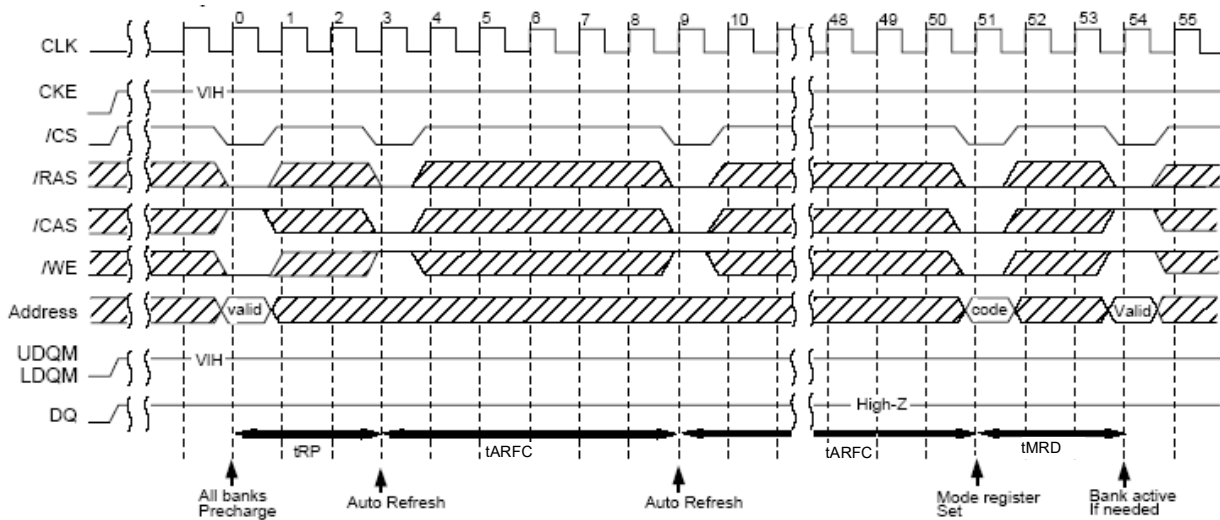 0 1 2 3 4 5 6 7 8 9 10 48 49 50 51 52 53 54 55
CLK
CKE VIH
/CS
/RAS
/CAS
/WE
Address valid code Valid
UDQM VIH
LDQM
DQ High-Z
tRP tARFC tARFC tMRD
All banks
Precharge
Auto Refresh
Auto Refresh
Mode register
Set
Bank active
If needed